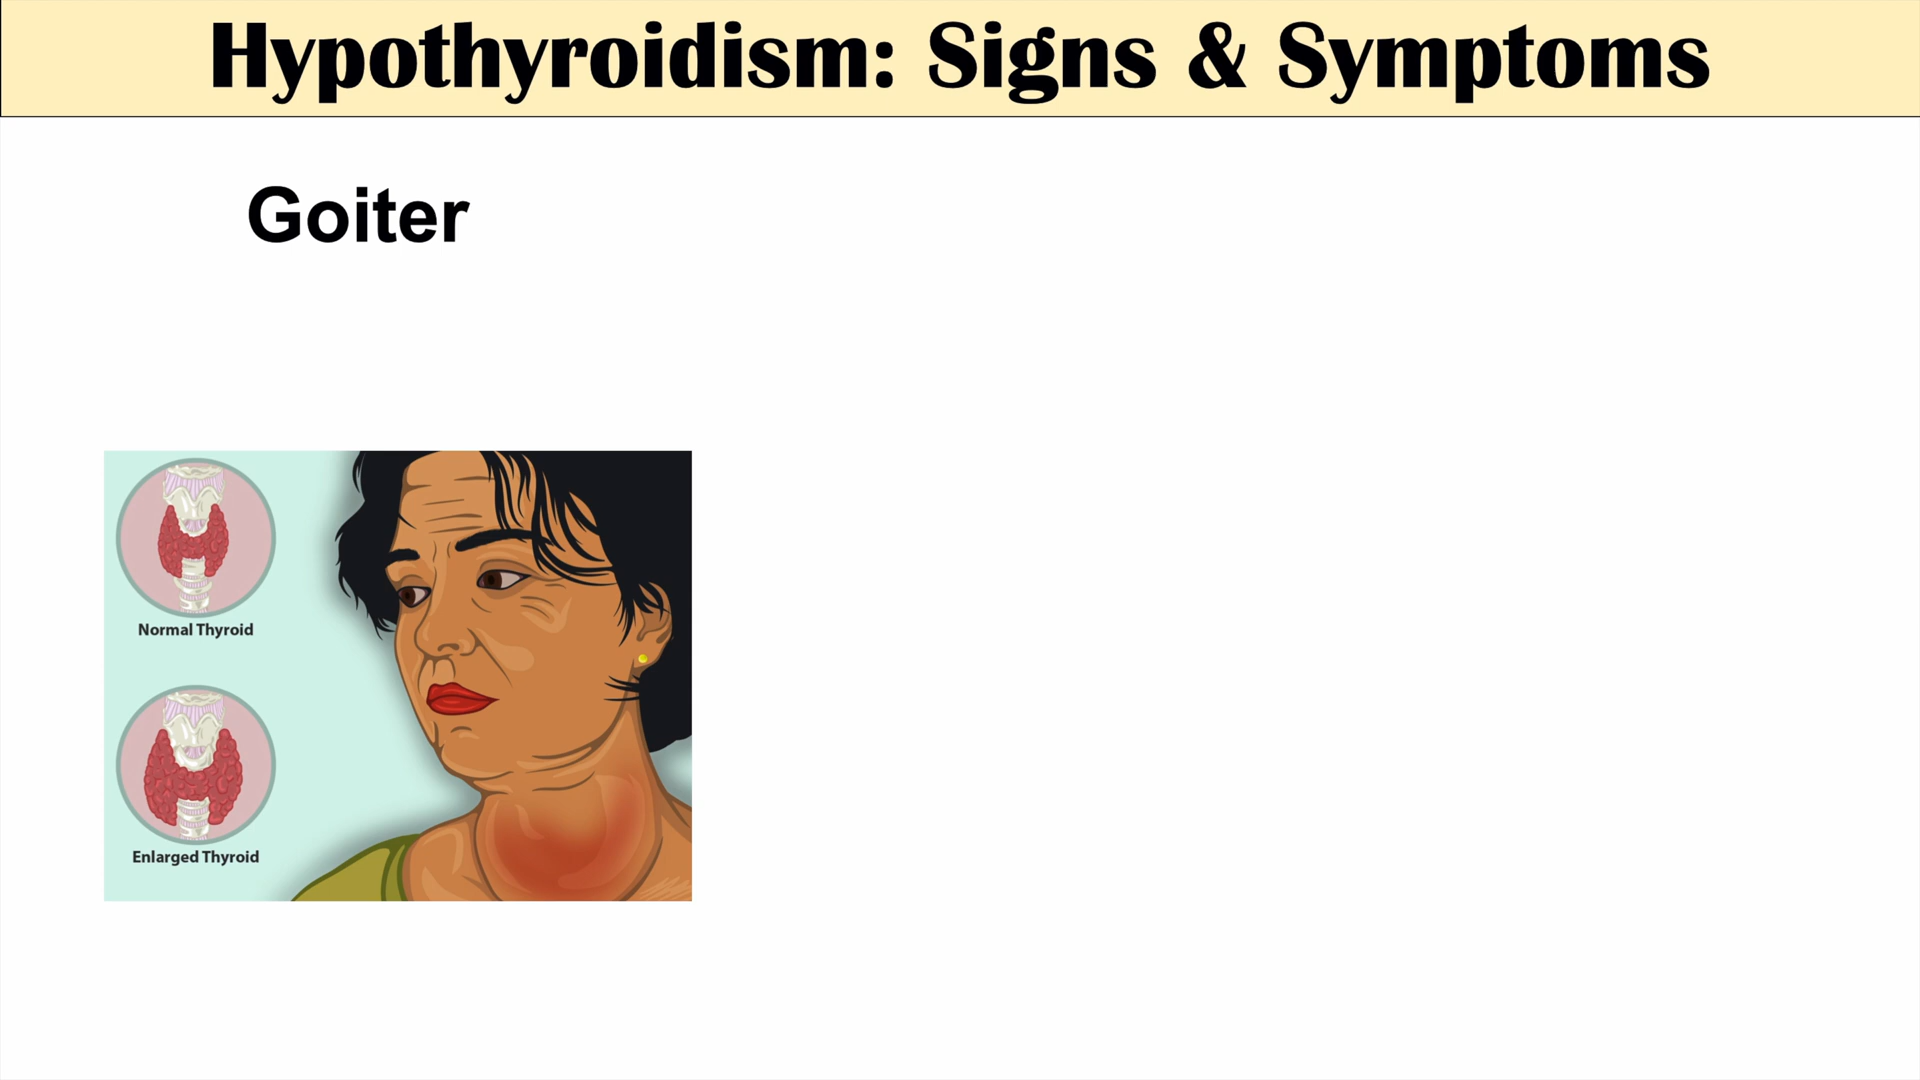 Hypothyroidism: Signs & Symptoms
Goiter
Normal Thyroid
Enlarged Thyroid